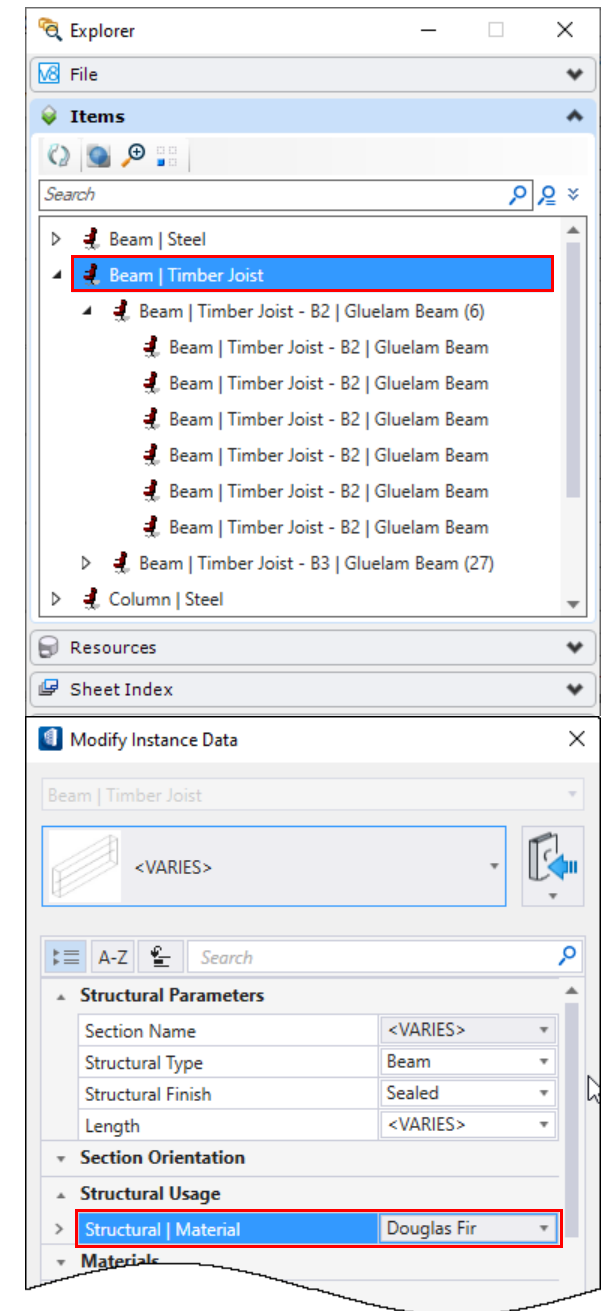 Explorer
V8 File
Items
Search
Beam | Steel
Beam | Timber Joist
Beam | Timber Joist - B2 | Gluelam Beam (6)
Beam | Timber Joist - B2 | Gluelam Beam
Beam | Timber Joist - B2 | Gluelam Beam
Beam | Timber Joist - B2 | Gluelam Beam
Beam | Timber Joist - B2 | Gluelam Beam
Beam | Timber Joist - B2 | Gluelam Beam
Beam | Timber Joist - B2 | Gluelam Beam
Beam | Timber Joist - B3 | Gluelam Beam (27)
Column | Steel
Resources
Sheet Index
Modify Instance Data
Beam | Timber Joist
<VARIES>
A-Z Search
Structural Parameters
Section Name <VARIES>
Structural Type Beam
Structural Finish Sealed
Length <VARIES>
Section Orientation
Structural Usage
Structural | Material Douglas Fir
Materials